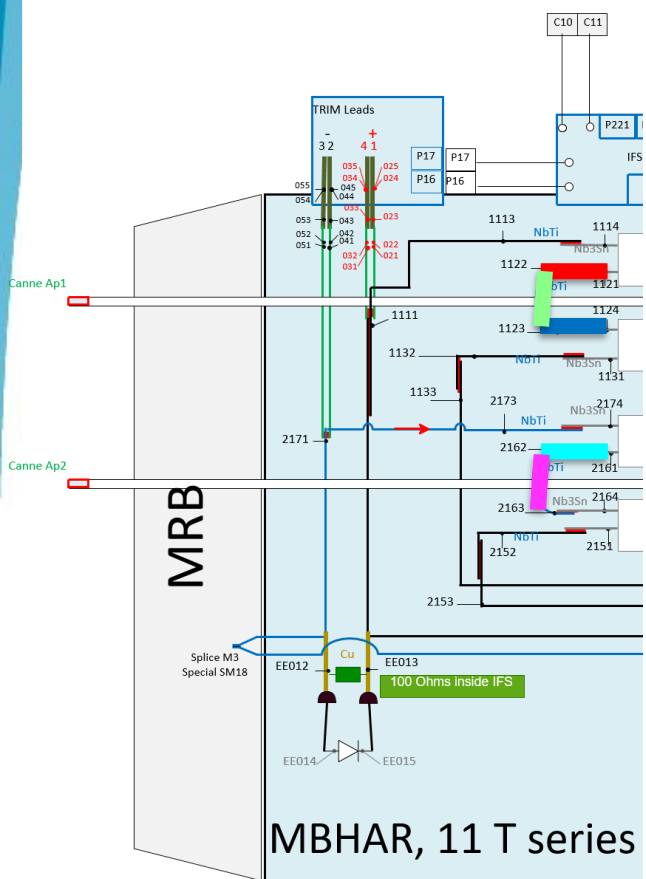 C10 C11
TRIM Leads
- +
3 2 4 1
P17 P17
P16 P16
P221
IFS
035 025
034 024
055 045
054 044
033
053 043 023
052 042
051 041
032 022
031 021
1113 1114
NbTi
Nb3Sn
1122
bTi 1121
Canne Ap1
1111
1124
1123
1132
NbTi Nb3Sn
1131
1133
2173 2174
Nb3Sn
NbTi
2171
2162
bTi 2161
Canne Ap2
2163 Nb3Sn 2164
NbTi
2152 2151
2153
MRB
Splice M3
Special SM18
Cu
EE012 EE013
100 Ohms inside IFS
EE014 EE015
MBHAR, 11 T series